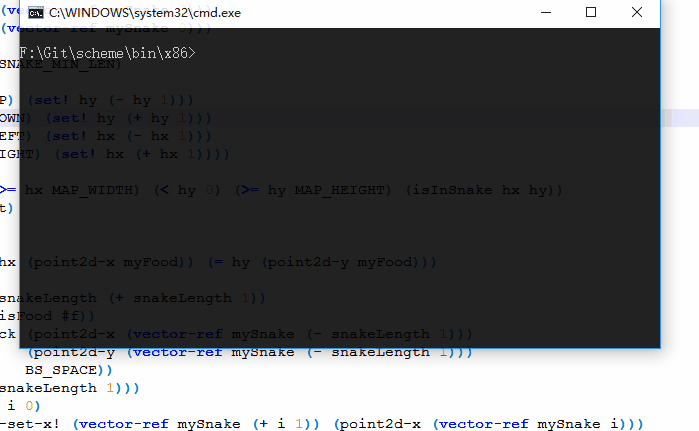 C:\WINDOWS\system32\cmd.exe
F:\Git\scheme\bin\x86>
(vector-ref mySnake 0)))
SNAKE_MIN_LEN)
P) (set! hy (- hy 1)))
OWN) (set! hy (+ hy 1)))
EFT) (set! hx (- hx 1)))
IGHT) (set! hx (+ hx 1))))
>= hx MAP_WIDTH) (< hy 0) (>= hy MAP_HEIGHT) (isInSnake hx hy))
t)
hx (point2d-x myFood)) (= hy (point2d-y myFood)))
snakeLength (+ snakeLength 1))
isFood #f))
ck (point2d-x (vector-ref mySnake (- snakeLength 1)))
(point2d-y (vector-ref mySnake (- snakeLength 1)))
BS_SPACE))
snakeLength 1)))
i 0)
-set-x! (vector-ref mySnake (+ i 1)) (point2d-x (vector-ref mySnake i)))